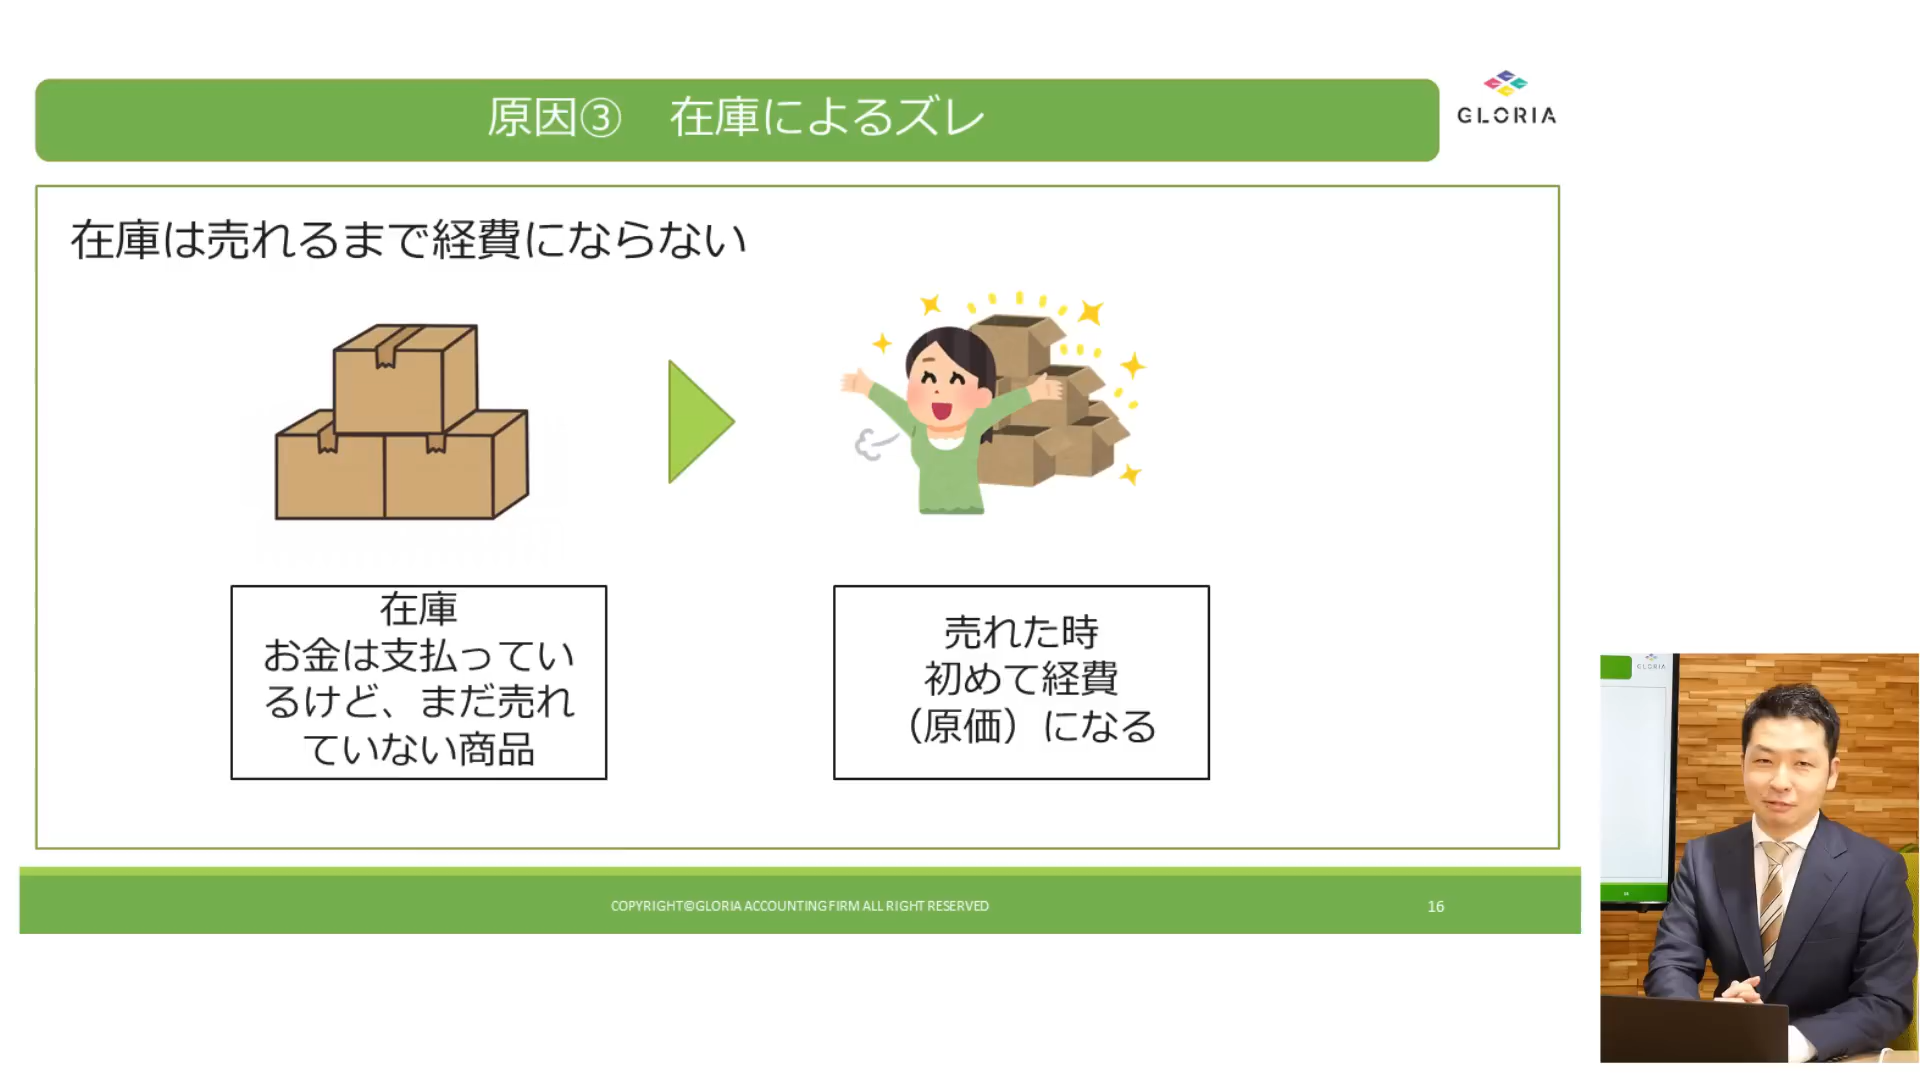 原因③　在庫によるズレ
GLORIA
在庫は売れるまで経費にならない
在庫
お金は支払ってい
るけど、まだ売れ
ていない商品
売れた時
初めて経費
（原価）になる
COPYRIGHT©GLORIA ACCOUNTING FIRM ALL RIGHT RESERVED
16
GLORIA